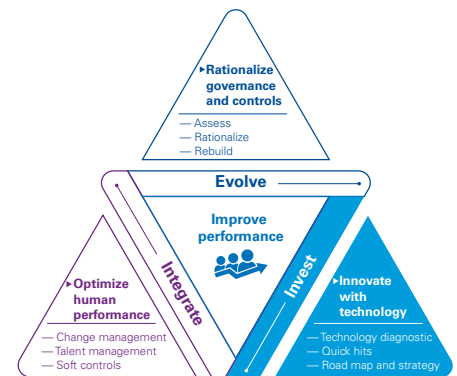 ▸Rationalize
governance
and controls
— Assess
— Rationalize
— Rebuild
Evolve
Improve
performance
Integrate
Invest
▸Optimize
human
performance
— Change management
— Talent management
— Soft controls
▸Innovate
with
technology
— Technology diagnostic
— Quick hits
— Road map and strategy